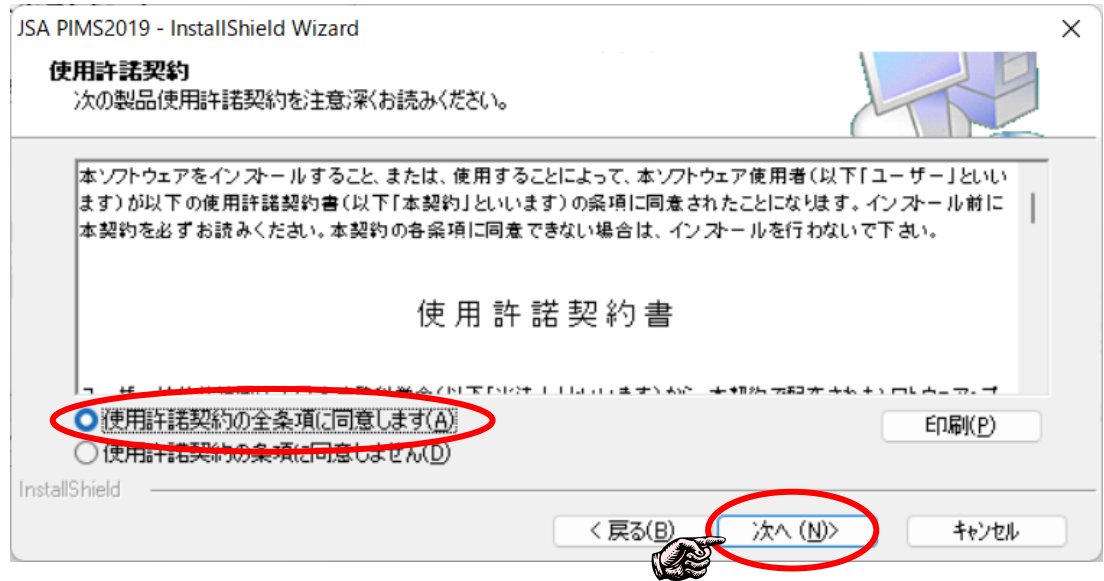 JSA PIMS2019 - InstallShield Wizard
使用許諾契約
次の製品使用許諾契約を注意深くお読みください。
本ソフトウェアをインストールすること、または、使用することによって、本ソフトウェア使用者(以下「ユーザー」といい
ます)が以下の使用許諾契約書(以下「本契約」といいます)の条項に同意されたことになります。インストール前に
本契約を必ずお読みください。本契約の各条項に同意できない場合は、インストールを行わないで下さい。
使用許諾契約書
使用許諾契約の全条項に同意します(A)
使用許諾契約の条項に同意しません(D)
印刷(P)
InstallShield
< 戻る(B)
次へ (N)>
キャンセル